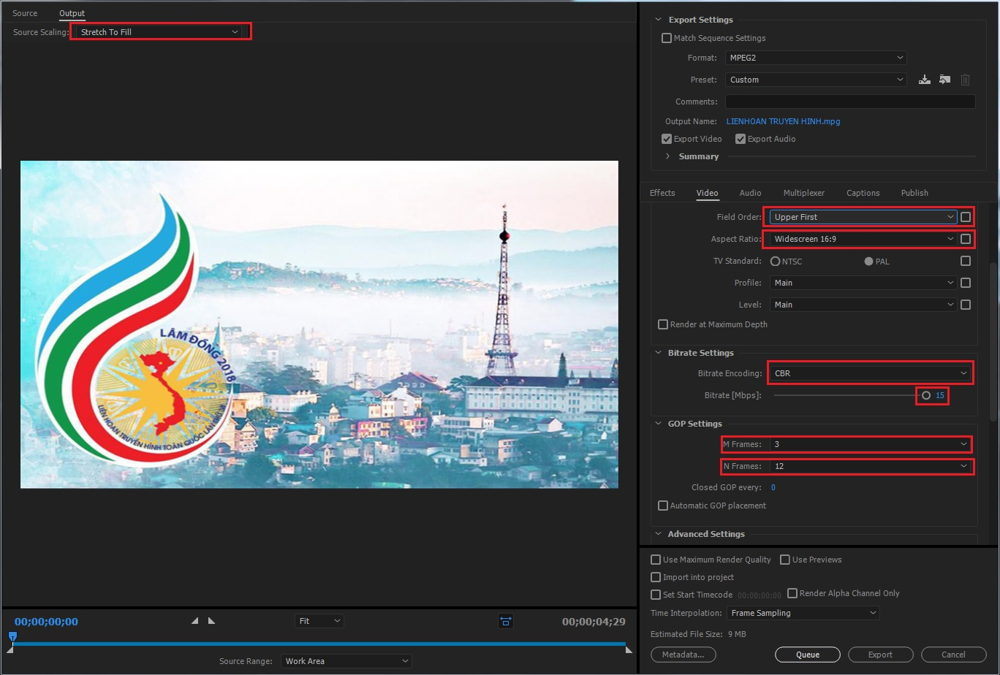 Source Output
Source Scaling: Stretch To Fill
LÂM ĐỒNG 2018
LIÊN HOAN TRUYỀN HÌNH TOÀN QUỐC LẦN
00;00;00;00
Fit
00;00;04;29
Source Range: Work Area
Export Settings
Match Sequence Settings
Format: MPEG2
Preset: Custom
Comments:
Output Name: LIENHOAN TRUYEN HINH.mpg
Export Video Export Audio
Summary
Effects Video Audio Multiplexer Captions Publish
Field Order: Upper First
Aspect Ratio: Widescreen 16:9
TV Standard: NTSC PAL
Profile: Main
Level: Main
Render at Maximum Depth
Bitrate Settings
Bitrate Encoding: CBR
Bitrate [Mbps]: 15
GOP Settings
M Frames: 3
N Frames: 12
Closed GOP every: 0
Automatic GOP placement
Advanced Settings
Use Maximum Render Quality Use Previews
Import into project
Set Start Timecode 00:00:00:00 Render Alpha Channel Only
Time Interpolation: Frame Sampling
Estimated File Size: 9 MB
Metadata... Queue Export Cancel